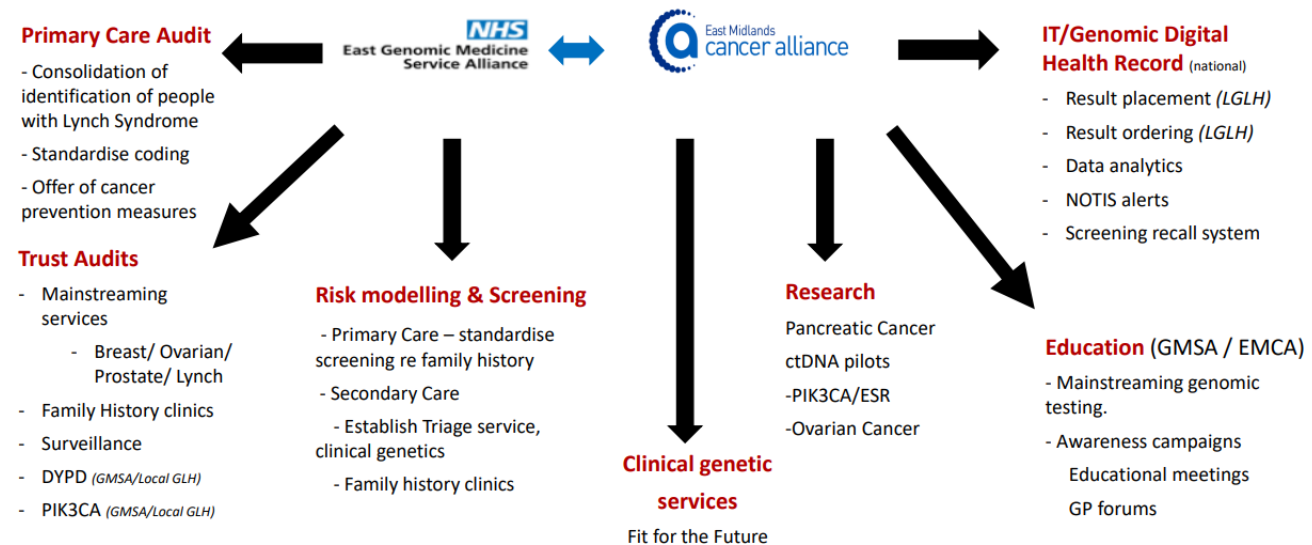 Primary Care Audit
- Consolidation of
identification of people
with Lynch Syndrome
- Standardise coding
- Offer of cancer
prevention measures
NHS
East Genomic Medicine
Service Alliance
East Midlands
cancer alliance
IT/Genomic Digital
Health Record (national)
- Result placement (LGLH)
- Result ordering (LGLH)
- Data analytics
- NOTIS alerts
- Screening recall system
Trust Audits
- Mainstreaming
services
- Breast/ Ovarian/
Prostate/ Lynch
- Family History clinics
- Surveillance
- DYPD (GMSA/Local GLH)
- PIK3CA (GMSA/Local GLH)
Risk modelling & Screening
- Primary Care – standardise
screening re family history
- Secondary Care
- Establish Triage service,
clinical genetics
- Family history clinics
Clinical genetic
services
Fit for the Future
Research
Pancreatic Cancer
ctDNA pilots
-PIK3CA/ESR
-Ovarian Cancer
Education (GMSA / EMCA)
- Mainstreaming genomic
testing.
- Awareness campaigns
Educational meetings
GP forums